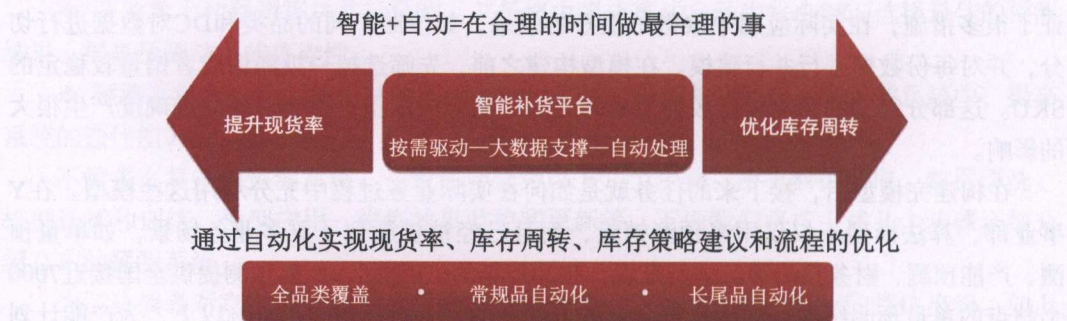 智能+自动=在合理的时间做最合理的事
提升现货率
智能补货平台
按需驱动—大数据支撑—自动处理
优化库存周转
通过自动化实现现货率、库存周转、库存策略建议和流程的优化
全品类覆盖 · 常规品自动化 · 长尾品自动化